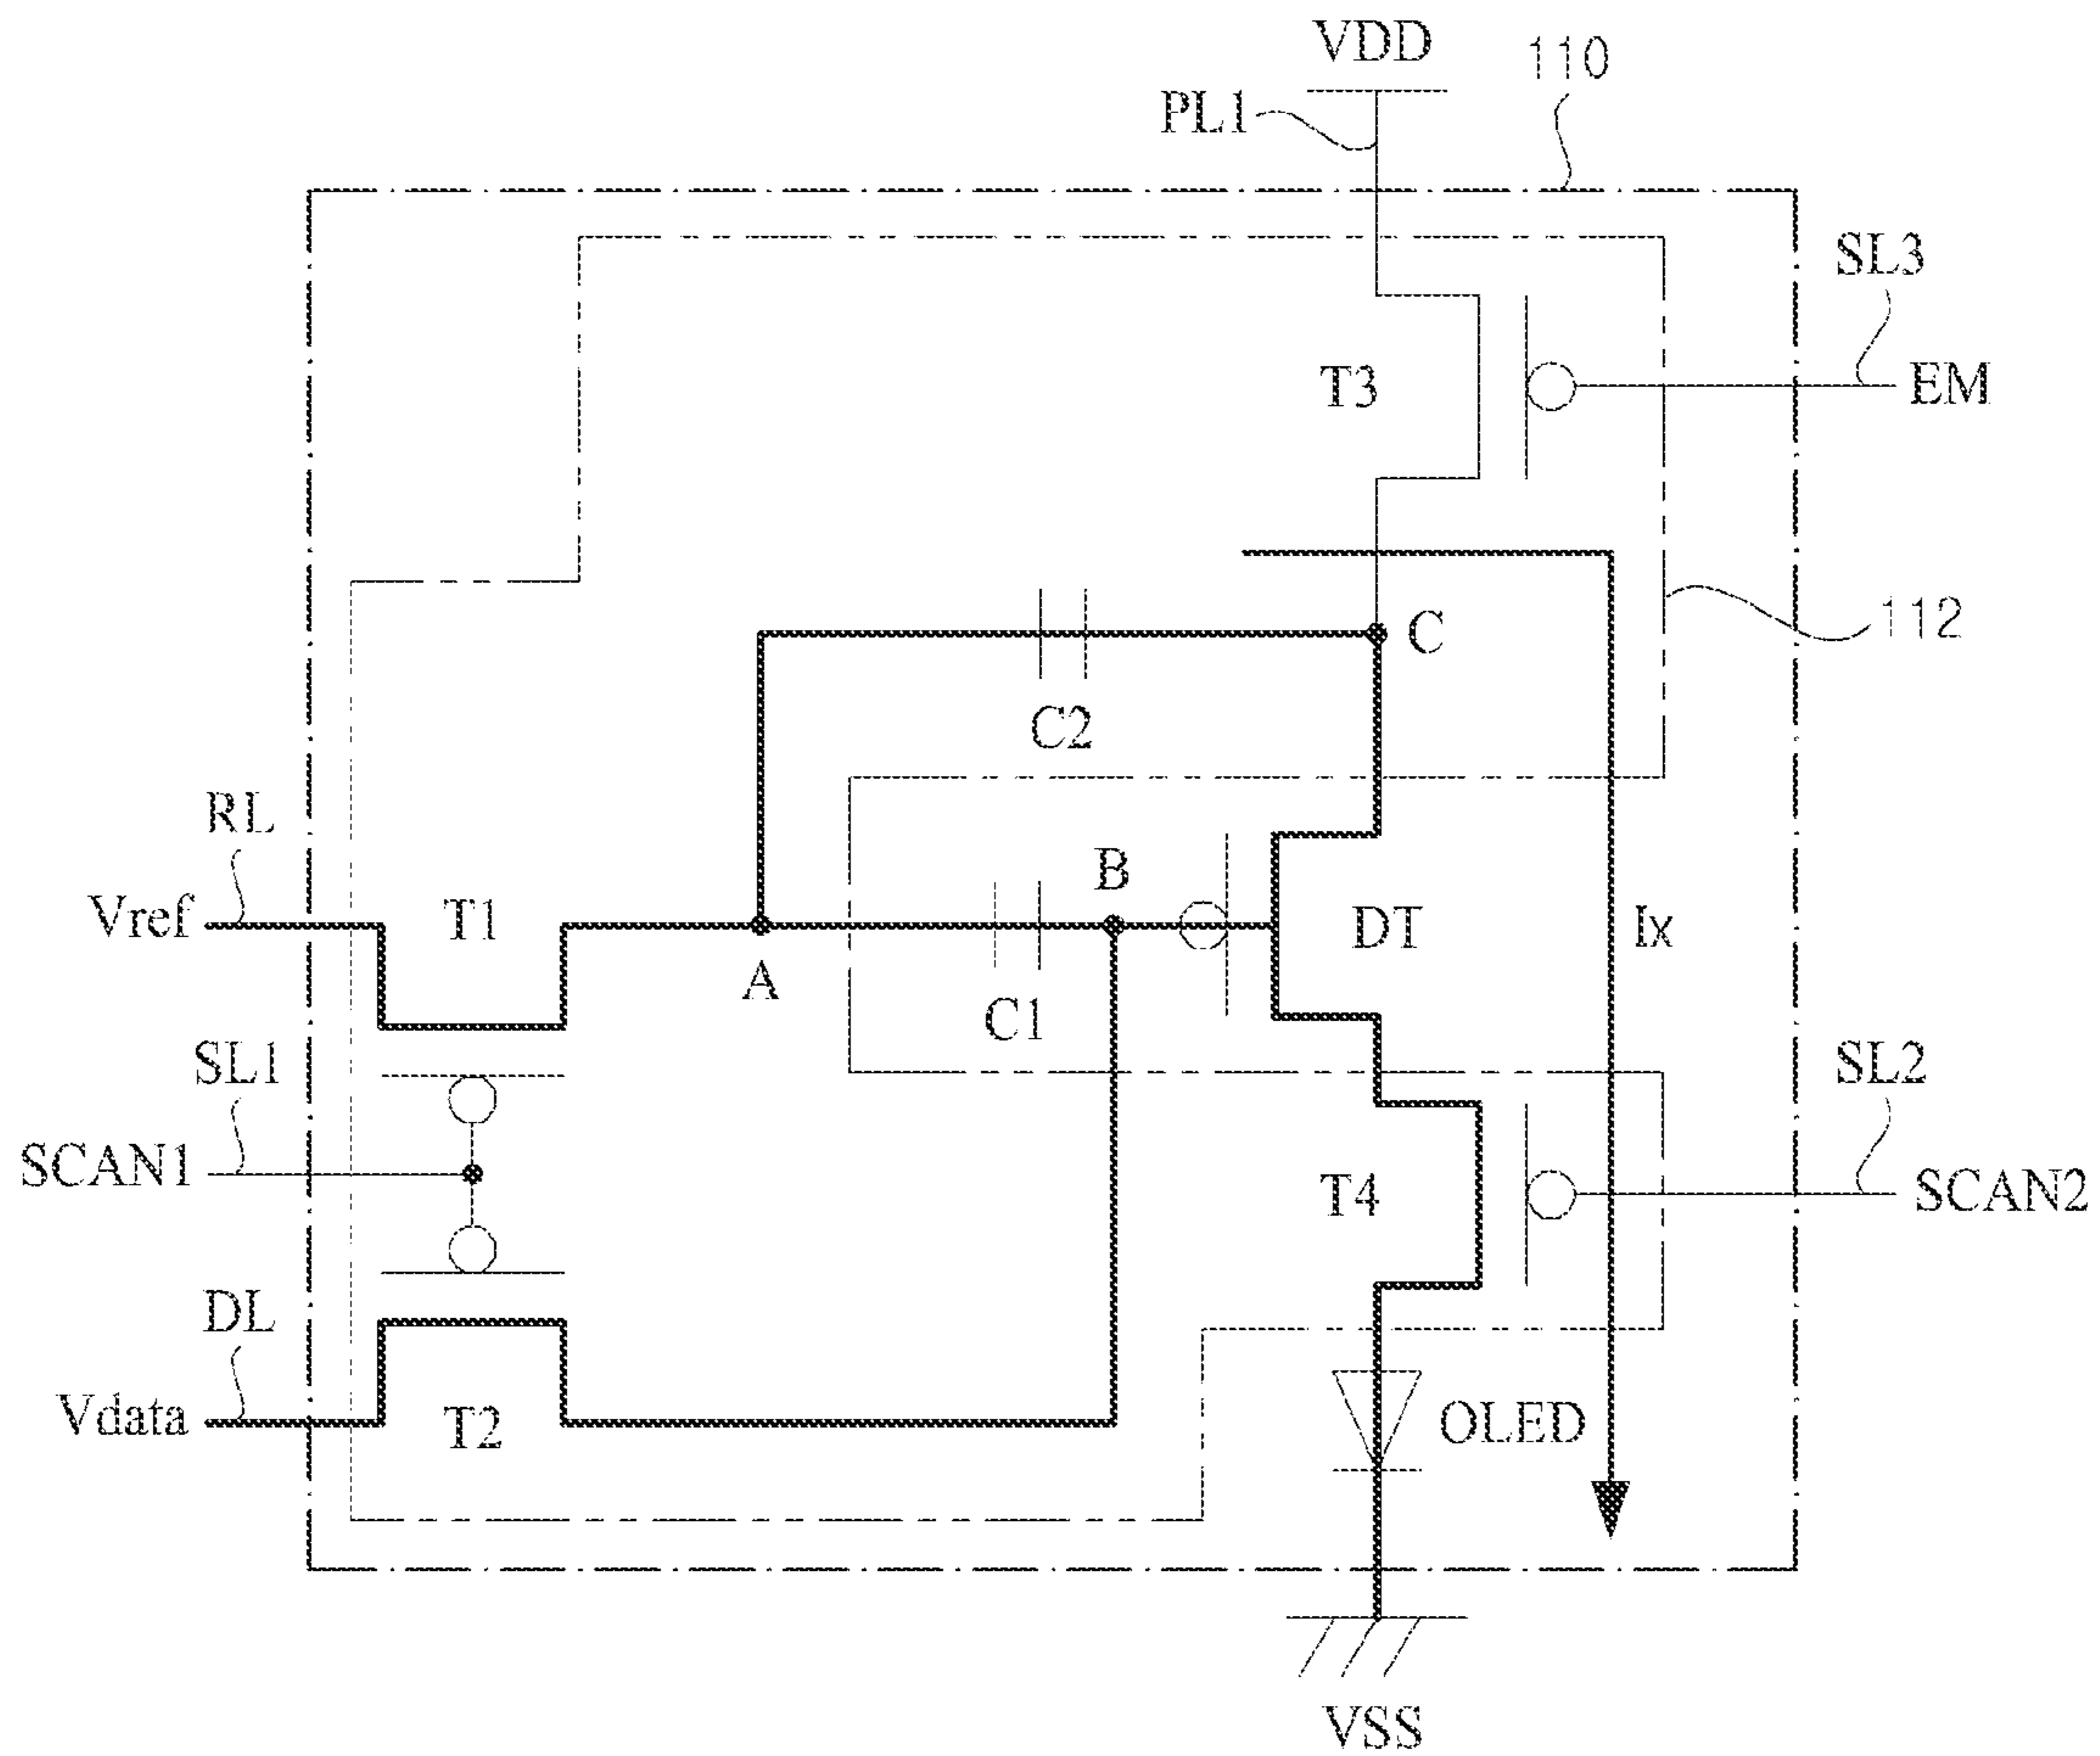 VDD
110
PL1
SL3
T3
EM
C
112
C2
RL
B
Vref
T1
DT
Ix
A
C1
SL1
SL2
SCAN1
T4
SCAN2
DL
Vdata
T2
OLED
VSS